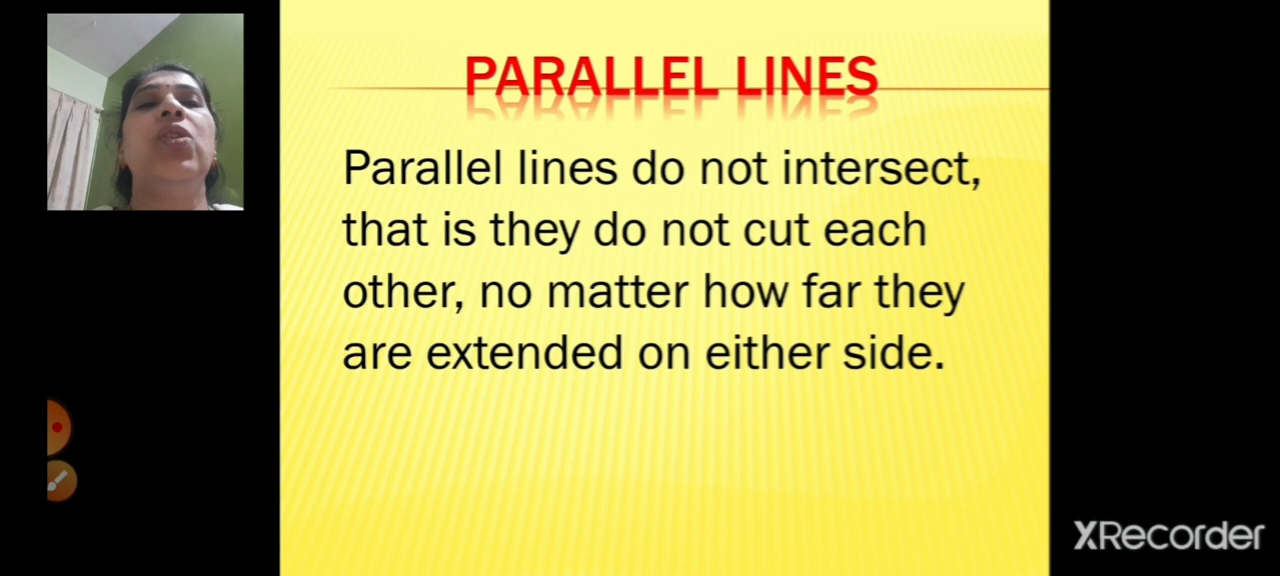 PARALLEL LINES
Parallel lines do not intersect,
that is they do not cut each
other, no matter how far they
are extended on either side.
XRecorder